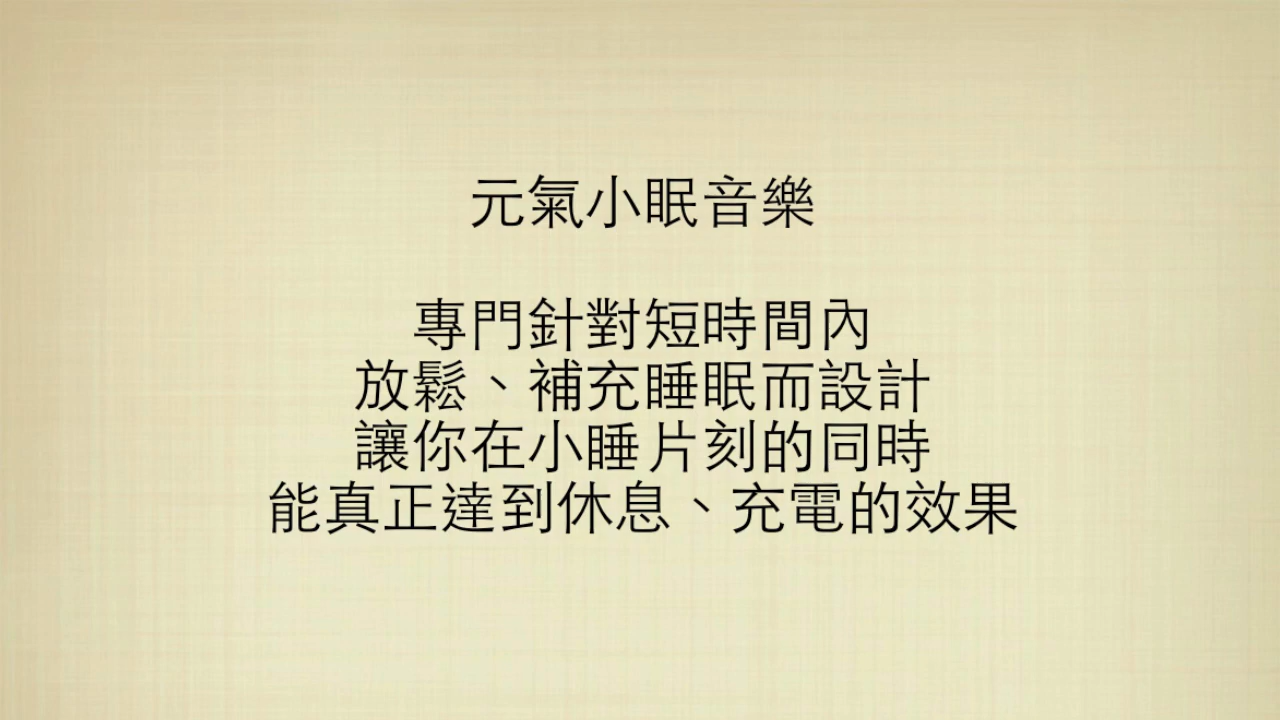 元氣小眠音樂
專門針對短時間內
放鬆、補充睡眠而設計
讓你在小睡片刻的同時
能真正達到休息、充電的效果